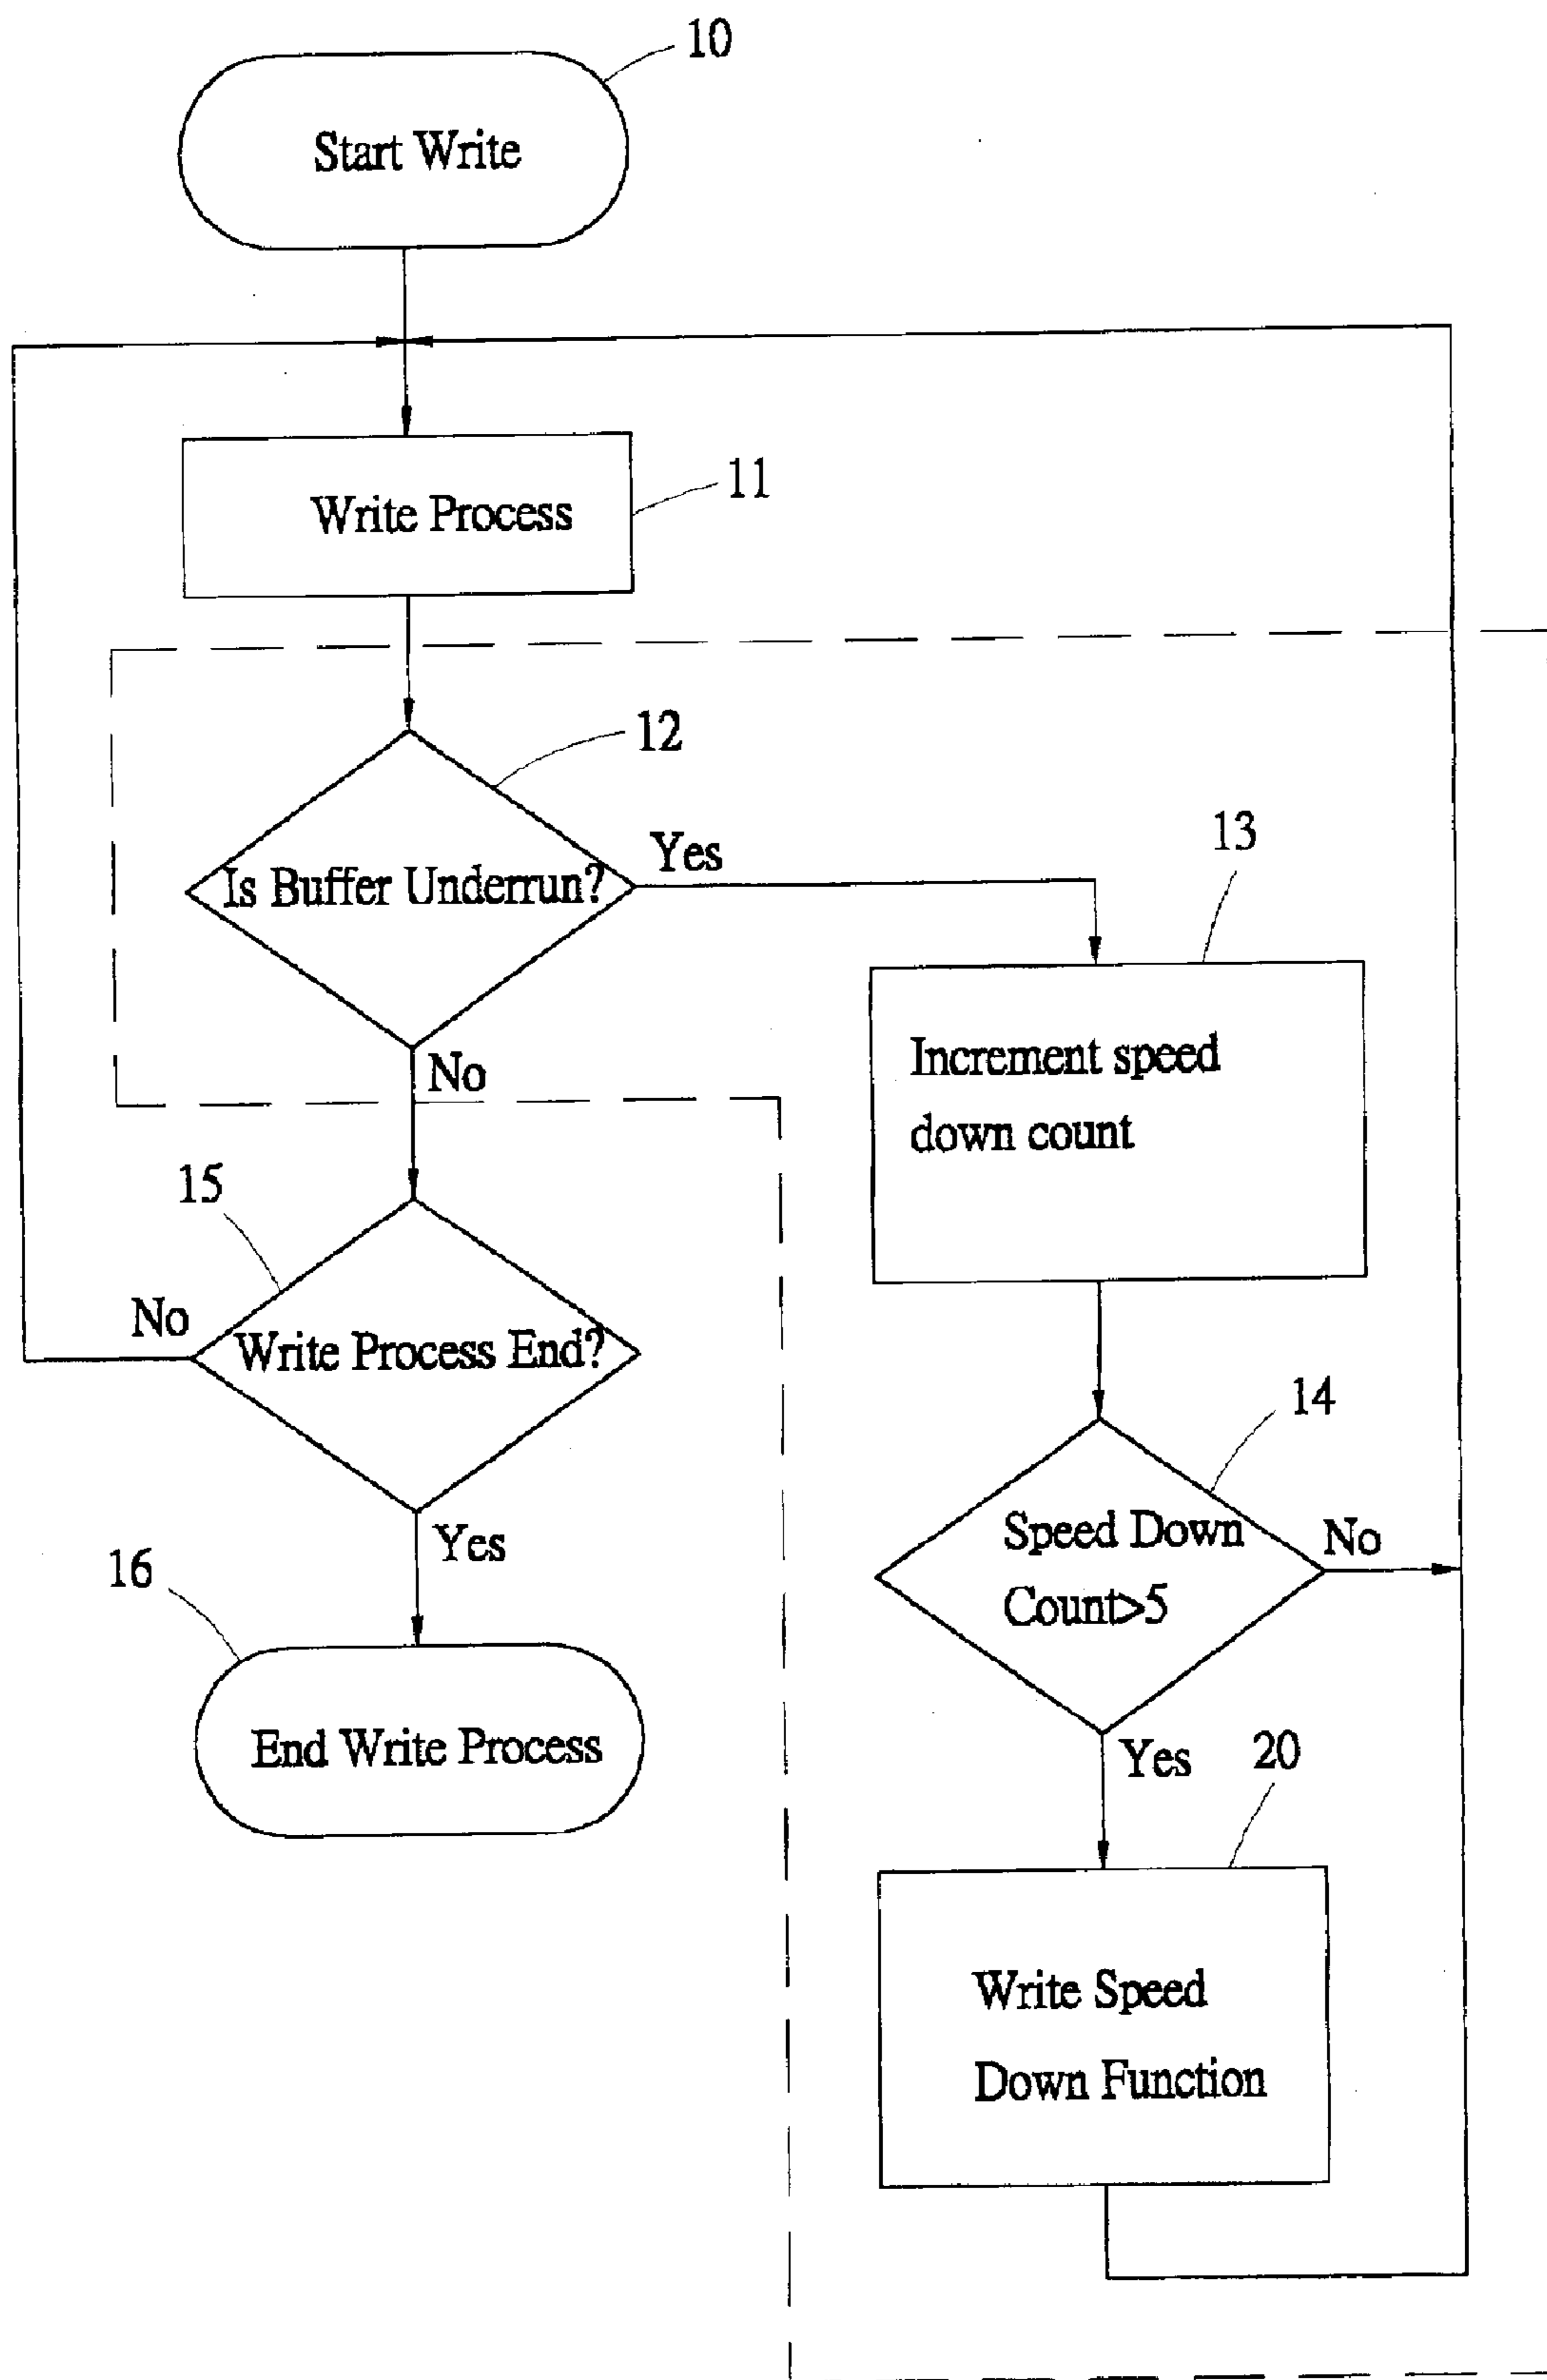 10
Start Write
11
Write Process
12
Is Buffer Underrun?
Yes
No
13
Increment speed
down count
15
No
Write Process End?
Yes
14
Speed Down
Count>5
No
Yes
16
End Write Process
20
Write Speed
Down Function